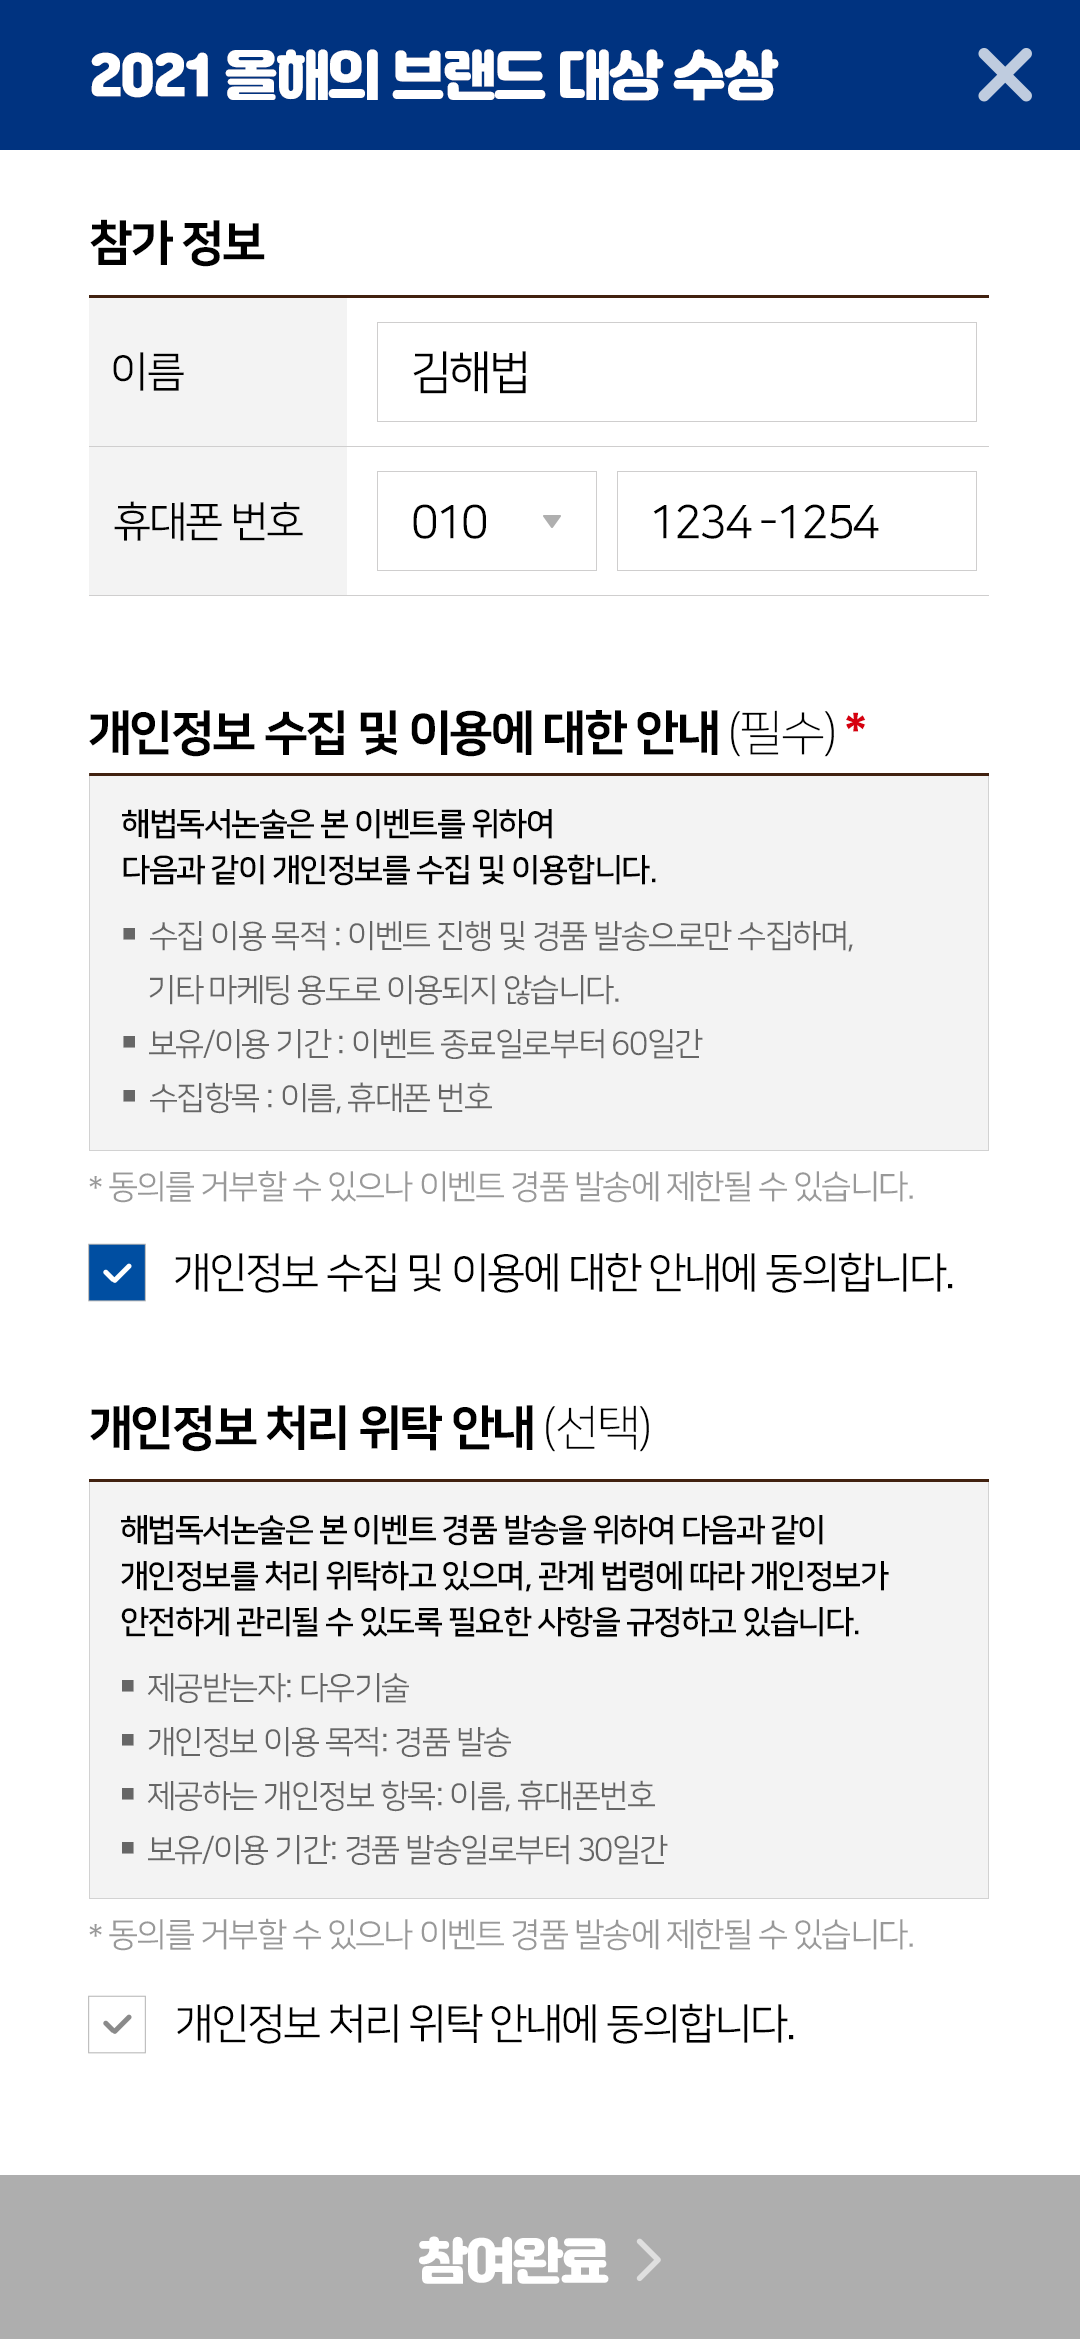 2021 올해의 브랜드 대상 수상
참가 정보
이름
김해법
휴대폰 번호
010
1234 -1254
개인정보 수집 및 이용에 대한 안내 (필수) *
해법독서논술은 본 이벤트를 위하여
다음과 같이 개인정보를 수집 및 이용합니다.
■ 수집 이용 목적 : 이벤트 진행 및 경품 발송으로만 수집하며,
기타 마케팅 용도로 이용되지 않습니다.
■ 보유/이용 기간 : 이벤트 종료일로부터 60일간
■ 수집항목 : 이름, 휴대폰 번호
* 동의를 거부할 수 있으나 이벤트 경품 발송에 제한될 수 있습니다.
개인정보 수집 및 이용에 대한 안내에 동의합니다.
개인정보 처리 위탁 안내 (선택)
해법독서논술은 본 이벤트 경품 발송을 위하여 다음과 같이
개인정보를 처리 위탁하고 있으며, 관계 법령에 따라 개인정보가
안전하게 관리될 수 있도록 필요한 사항을 규정하고 있습니다.
■ 제공받는자: 다우기술
■ 개인정보 이용 목적: 경품 발송
■ 제공하는 개인정보 항목: 이름, 휴대폰번호
■ 보유/이용 기간: 경품 발송일로부터 30일간
* 동의를 거부할 수 있으나 이벤트 경품 발송에 제한될 수 있습니다.
개인정보 처리 위탁 안내에 동의합니다.
참여완료